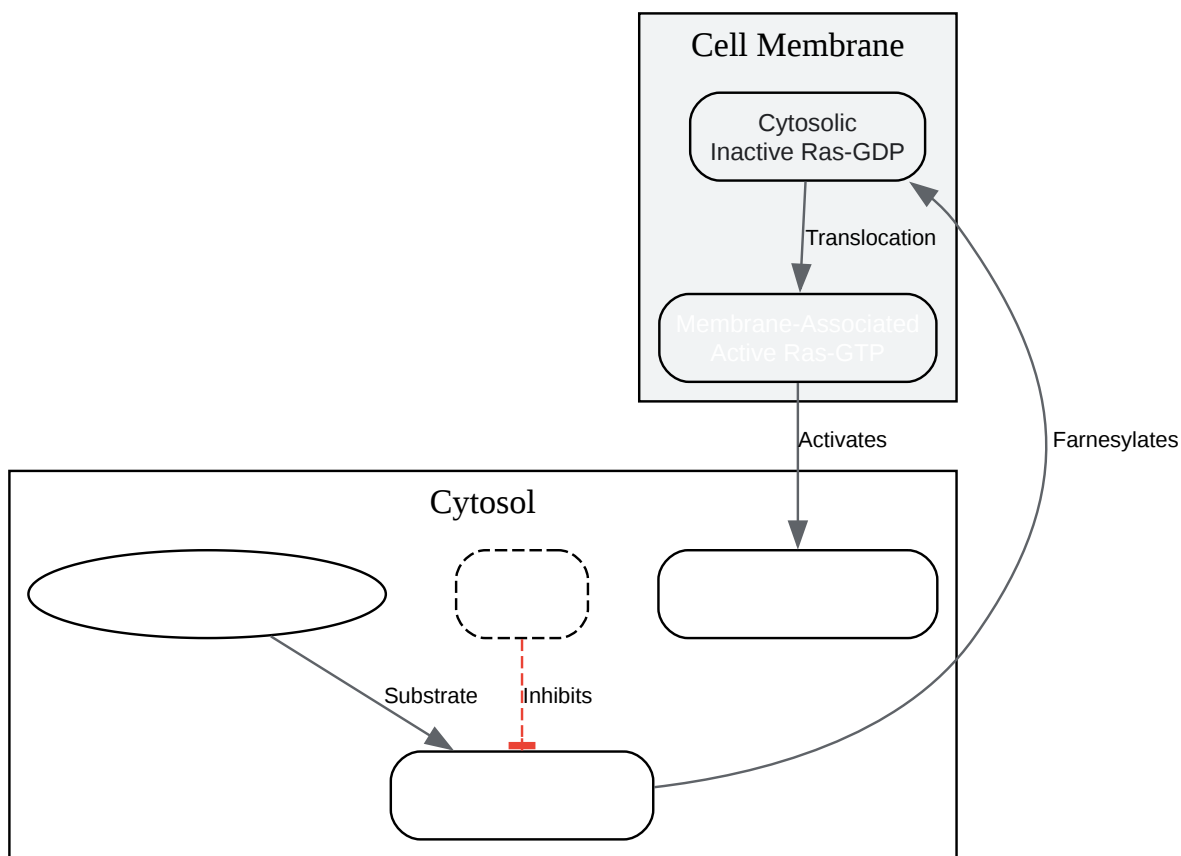 Cell Membrane
Cytosolic
Inactive Ras-GDP
Translocation
Membrane-Associated
Active Ras-GTP
Activates
Farnesylates
Cytosol
Substrate
Inhibits